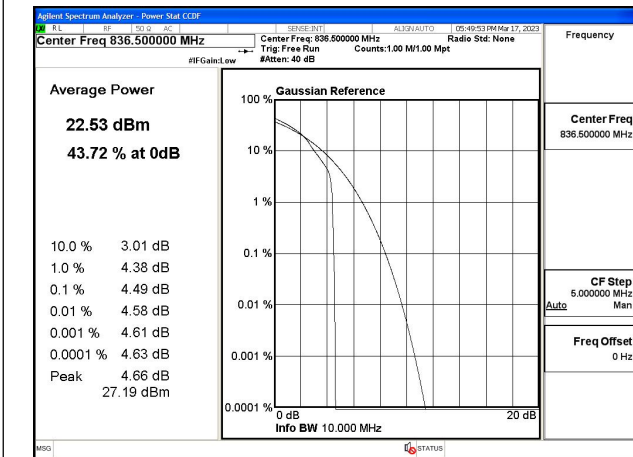 Agilent Spectrum Analyzer - Power Stat CCDF
LXI RL RF 50 Ω AC SENSE:INT ALIGN AUTO 05:49:53 PM Mar 17, 2023
Center Freq 836.500000 MHz
Center Freq: 836.500000 MHz Radio Std: None
Trig: Free Run Counts:1.00 M/1.00 Mpt
#IFGain:Low #Atten: 40 dB
Frequency
Average Power
22.53 dBm
43.72 % at 0dB
10.0 % 3.01 dB
1.0 % 4.38 dB
0.1 % 4.49 dB
0.01 % 4.58 dB
0.001 % 4.61 dB
0.0001 % 4.63 dB
Peak 4.66 dB
27.19 dBm
Gaussian Reference
100 %
10 %
1 %
0.1 %
0.01 %
0.001 %
0.0001 %
0 dB 20 dB
Info BW 10.000 MHz
Center Freq
836.500000 MHz
CF Step
5.000000 MHz
Auto Man
Freq Offset
0 Hz
MSG STATUS